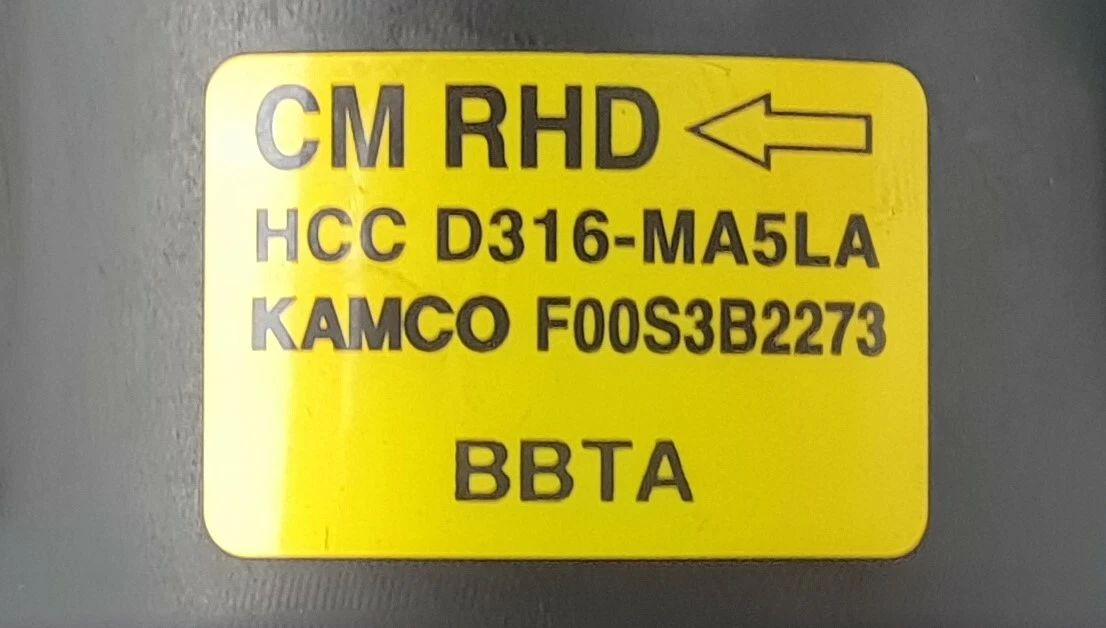 CM RHD
HCC D316-MA5LA
KAMCO F00S3B2273
BBTA